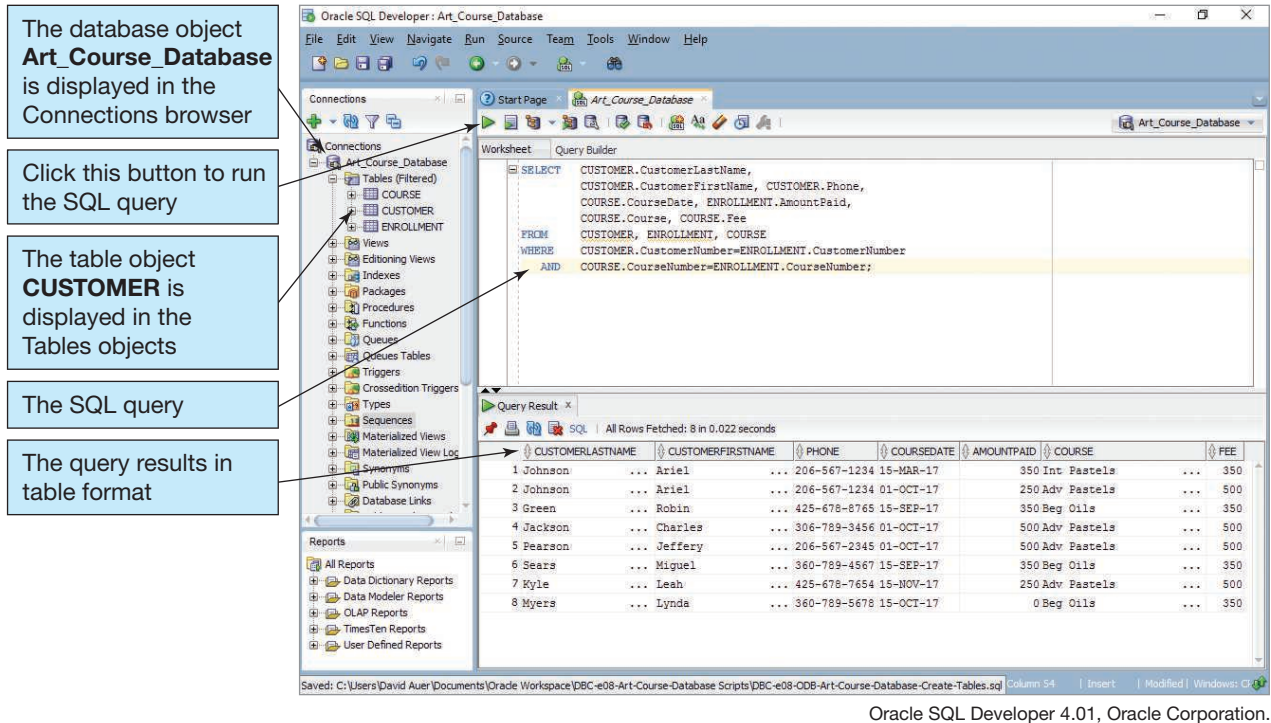 The database object
Art_Course_Database
is displayed in the
Connections browser
Click this button to run
the SQL query
The table object
CUSTOMER is
displayed in the
Tables objects
The SQL query
The query results in
table format
Oracle SQL Developer : Art_Course_Database
File Edit View Navigate Run Source Team Tools Window Help
Connections
Connections
Art_Course_Database
Tables (Filtered)
COURSE
CUSTOMER
ENROLLMENT
Views
Editioning Views
Indexes
Packages
Procedures
Functions
Queues
Queues Tables
Triggers
Crossedition Triggers
Types
Sequences
Materialized Views
Materialized View Log
Synonyms
Public Synonyms
Database Links
Reports
All Reports
Data Dictionary Reports
Data Modeler Reports
OLAP Reports
TimesTen Reports
User Defined Reports
Start Page Art_Course_Database
Art_Course_Database
Worksheet Query Builder
SELECT CUSTOMER.CustomerLastName,
CUSTOMER.CustomerFirstName, CUSTOMER.Phone,
COURSE.CourseDate, ENROLLMENT.AmountPaid,
COURSE.Course, COURSE.Fee
FROM CUSTOMER, ENROLLMENT, COURSE
WHERE CUSTOMER.CustomerNumber=ENROLLMENT.CustomerNumber
AND COURSE.CourseNumber=ENROLLMENT.CourseNumber;
Query Result
SQL | All Rows Fetched: 8 in 0.022 seconds
CUSTOMERLASTNAME CUSTOMERFIRSTNAME PHONE COURSEDATE AMOUNTPAID COURSE FEE
1 Johnson ... Ariel ... 206-567-1234 15-MAR-17 350 Int Pastels ... 350
2 Johnson ... Ariel ... 206-567-1234 01-OCT-17 250 Adv Pastels ... 500
3 Green ... Robin ... 425-678-8765 15-SEP-17 350 Beg Oils ... 350
4 Jackson ... Charles ... 306-789-3456 01-OCT-17 500 Adv Pastels ... 500
5 Pearson ... Jeffery ... 206-567-2345 01-OCT-17 500 Adv Pastels ... 500
6 Sears ... Miguel ... 360-789-4567 15-SEP-17 350 Beg Oils ... 350
7 Kyle ... Leah ... 425-678-7654 15-NOV-17 250 Adv Pastels ... 500
8 Myers ... Lynda ... 360-789-5678 15-OCT-17 0 Beg Oils ... 350
Saved: C:\Users\David Auer\Documents\Oracle Workspace\DBC-e08-Art-Course-Database Scripts\DBC-e08-ODB-Art-Course-Database-Create-Tables.sql Column 54 | Insert | Modified | Windows:
Oracle SQL Developer 4.01, Oracle Corporation.